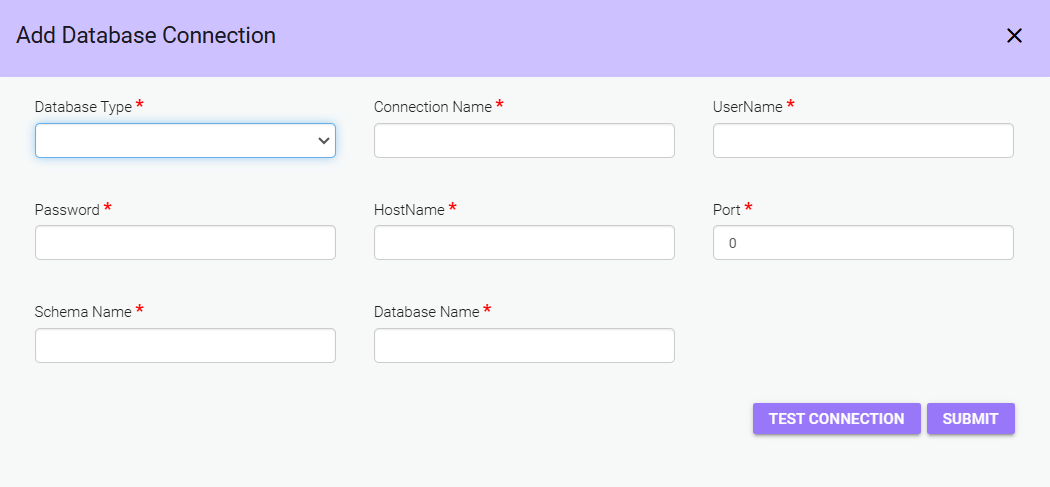 Add Database Connection
Database Type *
Connection Name *
UserName *
Password *
HostName *
Port *
0
Schema Name *
Database Name *
TEST CONNECTION
SUBMIT